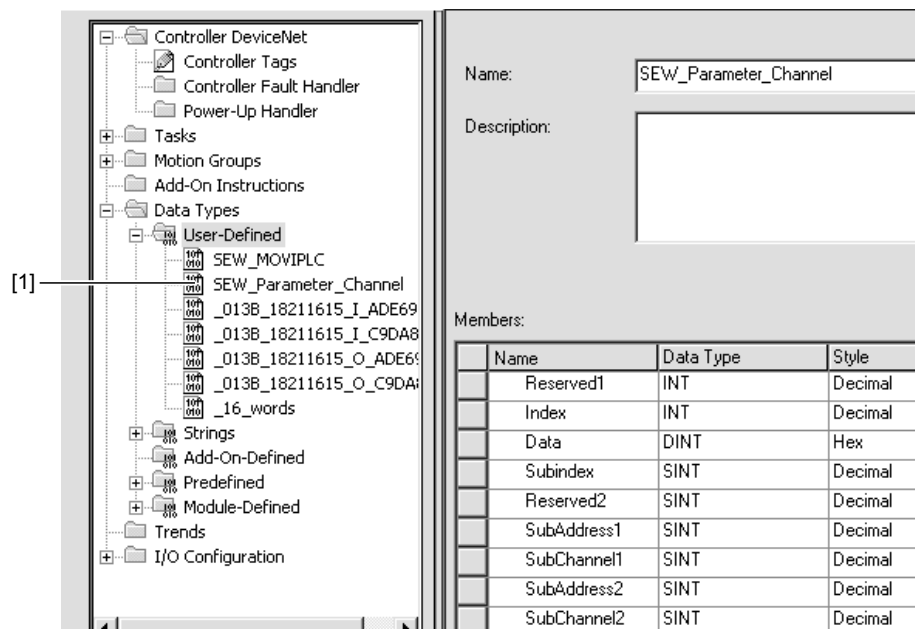 Controller DeviceNet
Controller Tags
Controller Fault Handler
Power-Up Handler
Tasks
Motion Groups
Add-On Instructions
Data Types
User-Defined
SEW_MOVIPLC
[1]
SEW_Parameter_Channel
_013B_18211615_I_ADE69
_013B_18211615_I_C9DA8
_013B_18211615_O_ADE69
_013B_18211615_O_C9DA
_16_words
Strings
Add-On-Defined
Predefined
Module-Defined
Trends
I/O Configuration
Name: SEW_Parameter_Channel
Description:
Members:
Name Data Type Style
Reserved1 INT Decimal
Index INT Decimal
Data DINT Hex
Subindex SINT Decimal
Reserved2 SINT Decimal
SubAddress1 SINT Decimal
SubChannel1 SINT Decimal
SubAddress2 SINT Decimal
SubChannel2 SINT Decimal